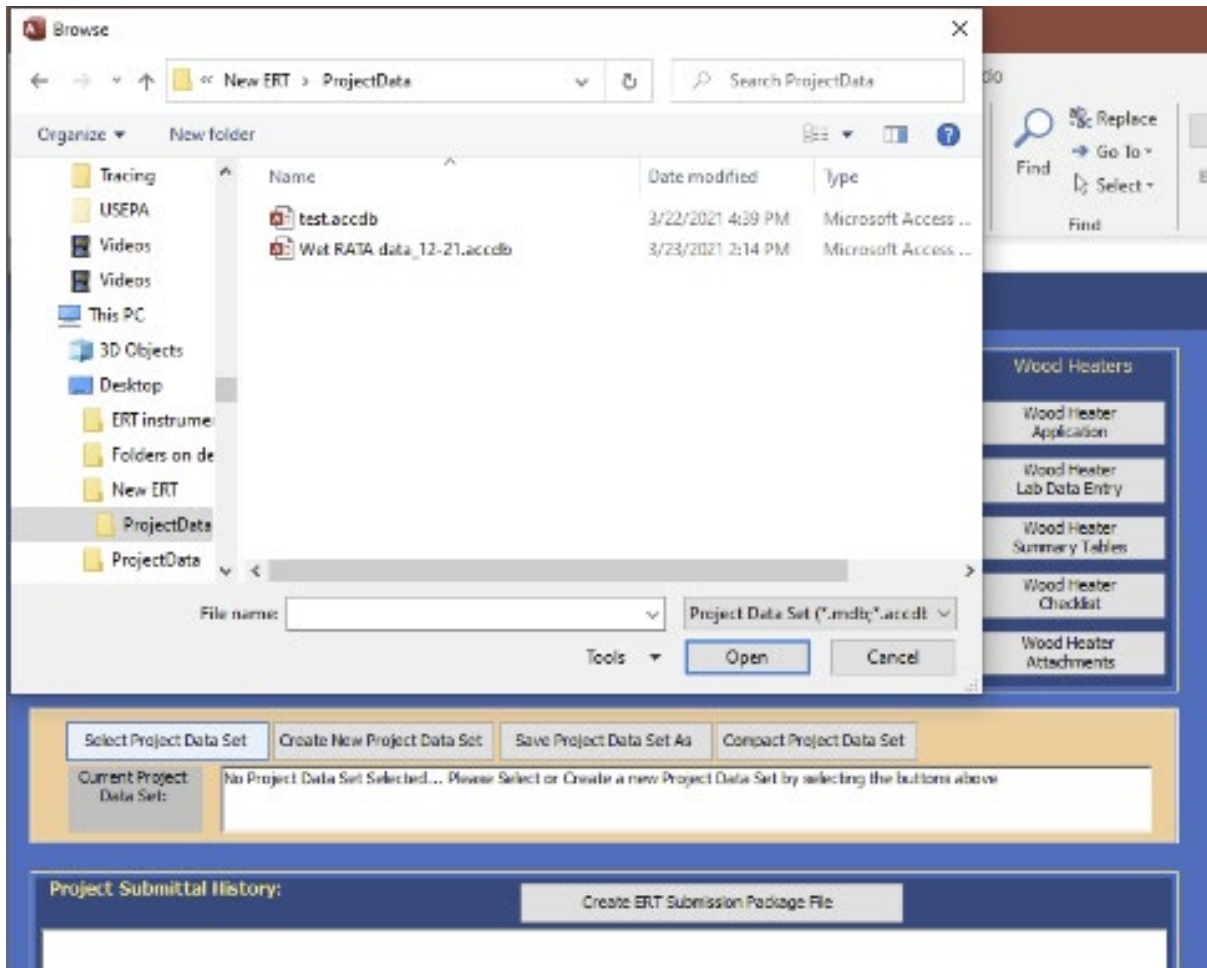 Browse
« New ERT › ProjectData
Search ProjectData
Organize
New folder
Name
Date modified
Type
test.accdb
3/22/2021 4:39 PM
Microsoft Access ...
Wet RATA data_12-21.accdb
3/23/2021 2:14 PM
Microsoft Access ...
Tracing
USEPA
Videos
Videos
This PC
3D Objects
Desktop
ERT instrume
Folders on de
New ERT
ProjectData
ProjectData
File name:
Project Data Set (*.mdb;*.accdb
Tools
Open
Cancel
Find
Replace
Go To
Select
Find
Wood Heaters
Wood Heater
Application
Wood Heater
Lab Data Entry
Wood Heater
Summary Tables
Wood Heater
Checklist
Wood Heater
Attachments
Select Project Data Set
Create New Project Data Set
Save Project Data Set As
Compact Project Data Set
Current Project
Data Set:
No Project Data Set Selected... Please Select or Create a new Project Data Set by selecting the buttons above
Project Submittal History:
Create ERT Submission Package File